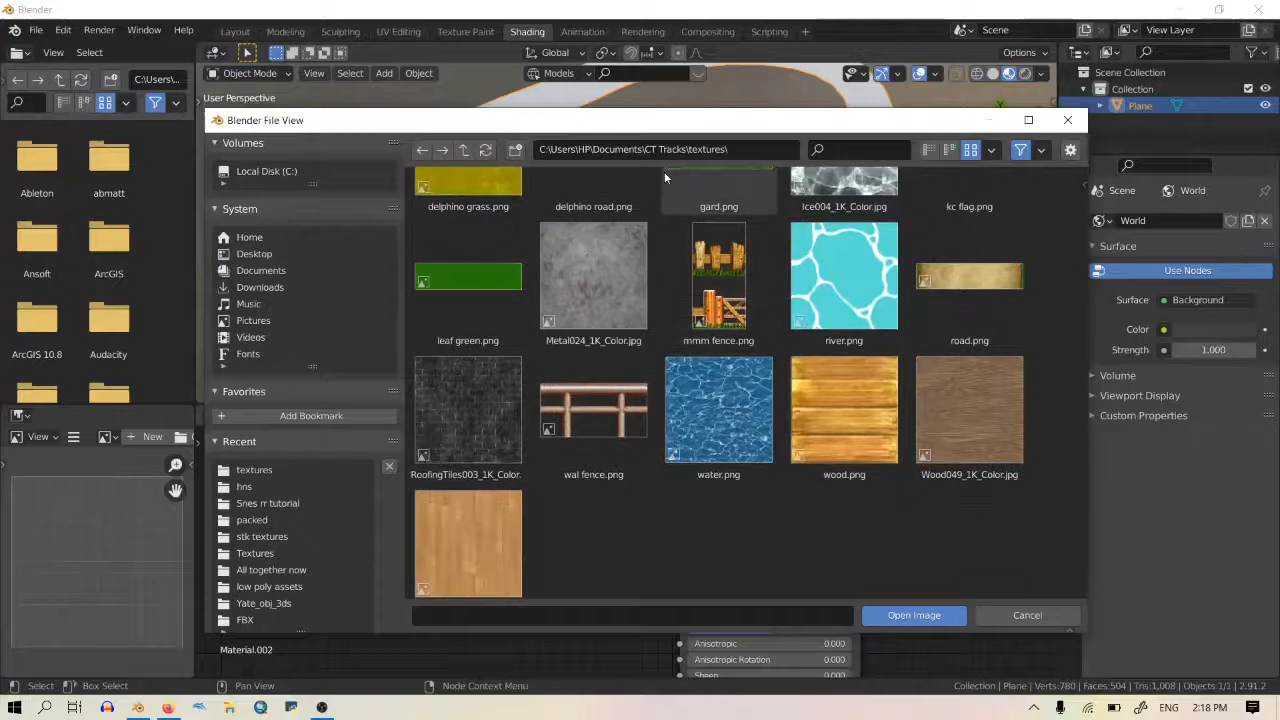 Blender
File Edit Render Window Help Layout Modeling Sculpting UV Editing Texture Paint Shading Animation Rendering Compositing Scripting + Scene View Layer
View Select Global Options
C:\Users\... Object Mode View Select Add Object Models
User Perspective
Scene Collection
Collection
Plane
Blender File View
Volumes
Local Disk (C:)
System
Home
Desktop
Documents
Downloads
Music
Pictures
Videos
Fonts
Favorites
Add Bookmark
Recent
textures
hns
Snes rr tutorial
packed
stk textures
Textures
All together now
low poly assets
Yate_obj_3ds
FBX
C:\Users\HP\Documents\CT Tracks\textures\
delphino grass.png delphino road.png gard.png Ice004_1K_Color.jpg kc flag.png
leaf green.png Metal024_1K_Color.jpg mmm fence.png river.png road.png
RoofingTiles003_1K_Color. wal fence.png water.png wood.png Wood049_1K_Color.jpg
Open Image Cancel
Ableton abmatt
Ansoft ArcGIS
ArcGIS 10.8 Audacity
View New
Scene World
World
Surface
Use Nodes
Surface Background
Color
Strength 1.000
Volume
Viewport Display
Custom Properties
Material.002
Anisotropic 0.000
Anisotropic Rotation 0.000
Sheen 0.000
Select Box Select Pan View Node Context Menu Collection | Plane | Verts:780 | Faces:504 | Tris:1,008 | Objects:1/1 | 2.91.2
ENG 2:18 PM